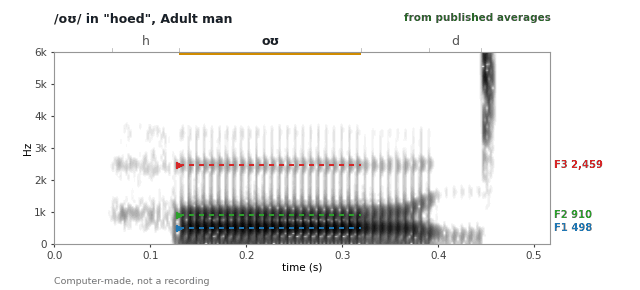 /oʊ/ in "hoed", Adult man
from published averages
h oʊ d
6k
5k
4k
3k
2k
1k
0
Hz
F3 2,459
F2 910
F1 498
0.0 0.1 0.2 0.3 0.4 0.5
time (s)
Computer-made, not a recording